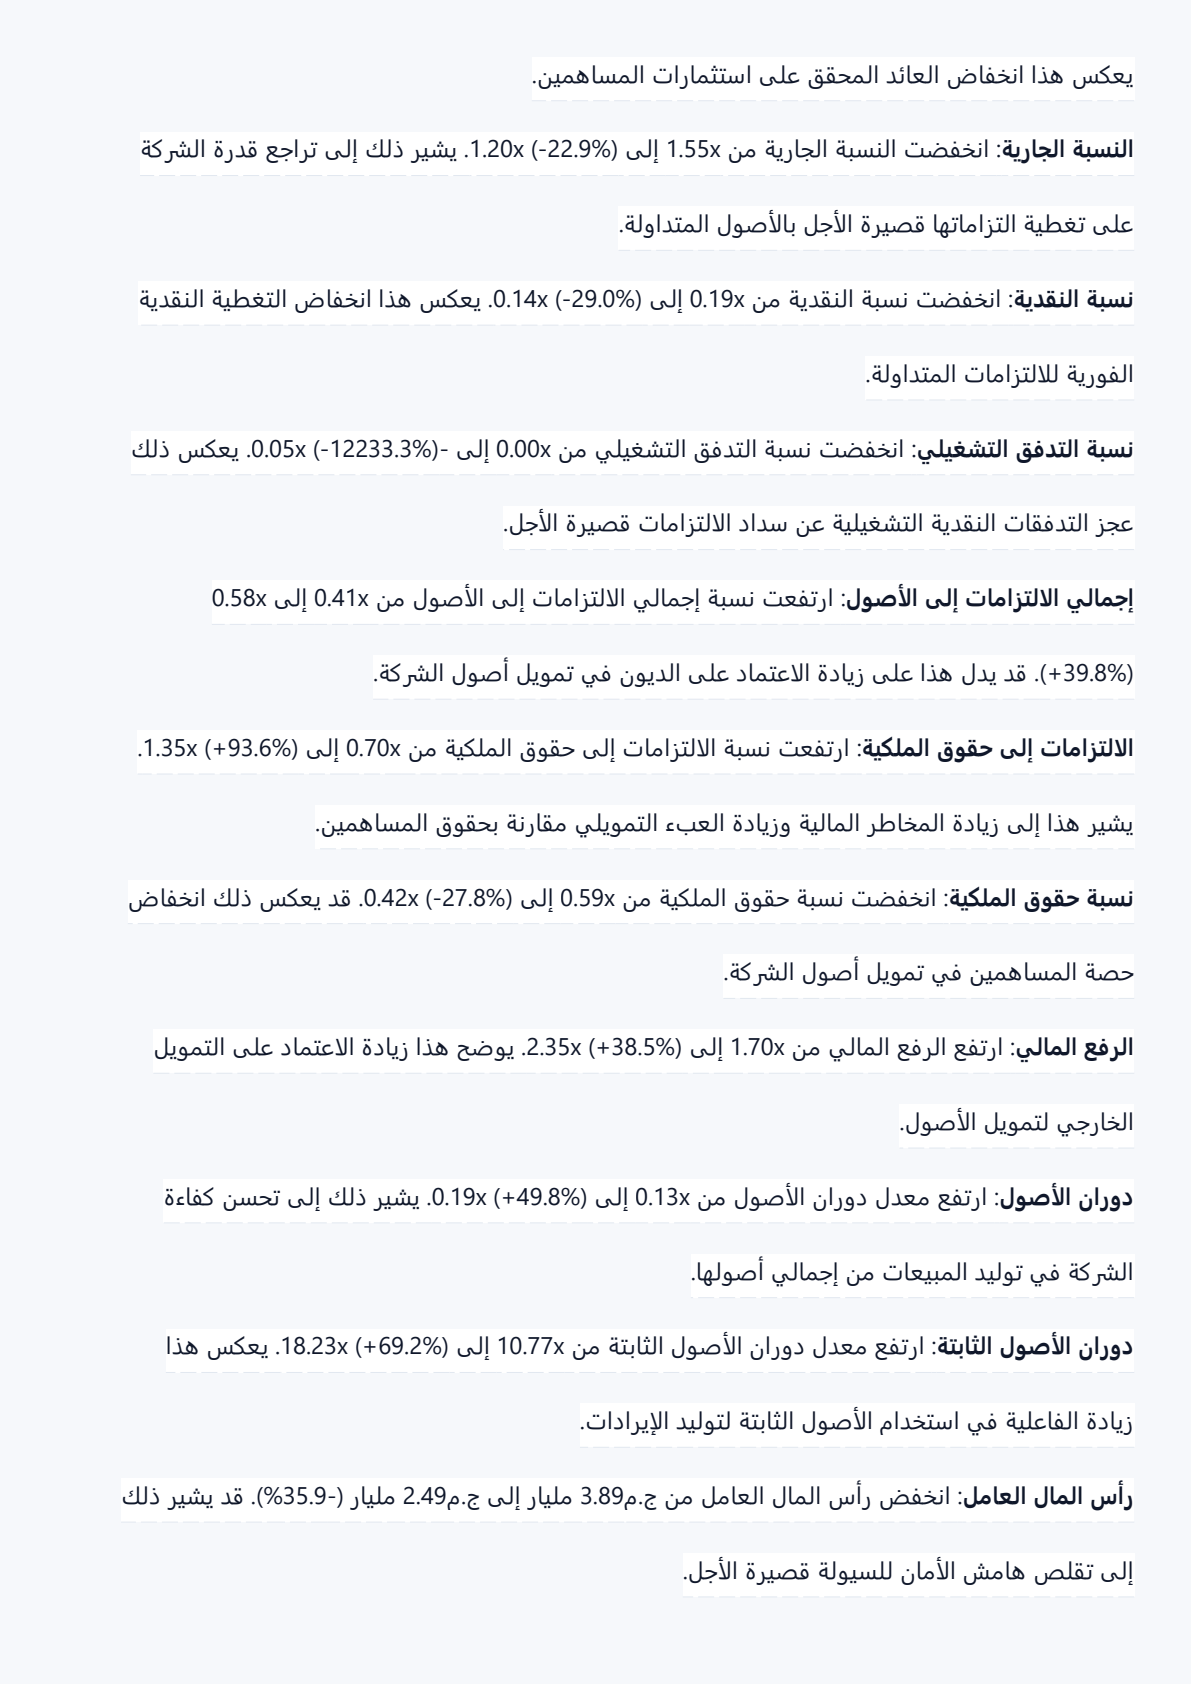 يعكس هذا انخفاض العائد المحقق على استثمارات المساهمين.
النسبة الجارية: انخفضت النسبة الجارية من 1.55x إلى 1.20x (-22.9%). يشير ذلك إلى تراجع قدرة الشركة
على تغطية التزاماتها قصيرة الأجل بالأصول المتداولة.
نسبة النقدية: انخفضت نسبة النقدية من 0.19x إلى 0.14x (-29.0%). يعكس هذا انخفاض التغطية النقدية
الفورية للالتزامات المتداولة.
نسبة التدفق التشغيلي: انخفضت نسبة التدفق التشغيلي من 0.00x إلى -0.05x (-12233.3%). يعكس ذلك
عجز التدفقات النقدية التشغيلية عن سداد الالتزامات قصيرة الأجل.
إجمالي الالتزامات إلى الأصول: ارتفعت نسبة إجمالي الالتزامات إلى الأصول من 0.41x إلى 0.58x
(+39.8%). قد يدل هذا على زيادة الاعتماد على الديون في تمويل أصول الشركة.
الالتزامات إلى حقوق الملكية: ارتفعت نسبة الالتزامات إلى حقوق الملكية من 0.70x إلى 1.35x (+93.6%).
يشير هذا إلى زيادة المخاطر المالية وزيادة العبء التمويلي مقارنة بحقوق المساهمين.
نسبة حقوق الملكية: انخفضت نسبة حقوق الملكية من 0.59x إلى 0.42x (-27.8%). قد يعكس ذلك انخفاض
حصة المساهمين في تمويل أصول الشركة.
الرفع المالي: ارتفع الرفع المالي من 1.70x إلى 2.35x (+38.5%). يوضح هذا زيادة الاعتماد على التمويل
الخارجي لتمويل الأصول.
دوران الأصول: ارتفع معدل دوران الأصول من 0.13x إلى 0.19x (+49.8%). يشير ذلك إلى تحسن كفاءة
الشركة في توليد المبيعات من إجمالي أصولها.
دوران الأصول الثابتة: ارتفع معدل دوران الأصول الثابتة من 10.77x إلى 18.23x (+69.2%). يعكس هذا
زيادة الفاعلية في استخدام الأصول الثابتة لتوليد الإيرادات.
رأس المال العامل: انخفض رأس المال العامل من ج.م3.89 مليار إلى ج.م2.49 مليار (-35.9%). قد يشير ذلك
إلى تقلص هامش الأمان للسيولة قصيرة الأجل.